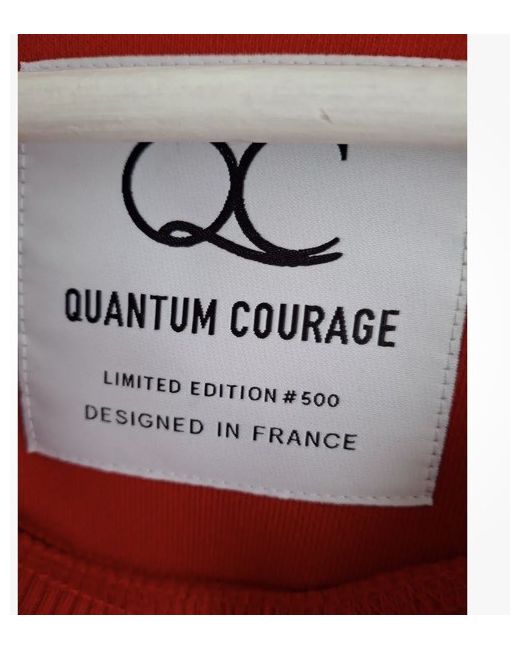 QC
QUANTUM COURAGE
LIMITED EDITION #500
DESIGNED IN FRANCE